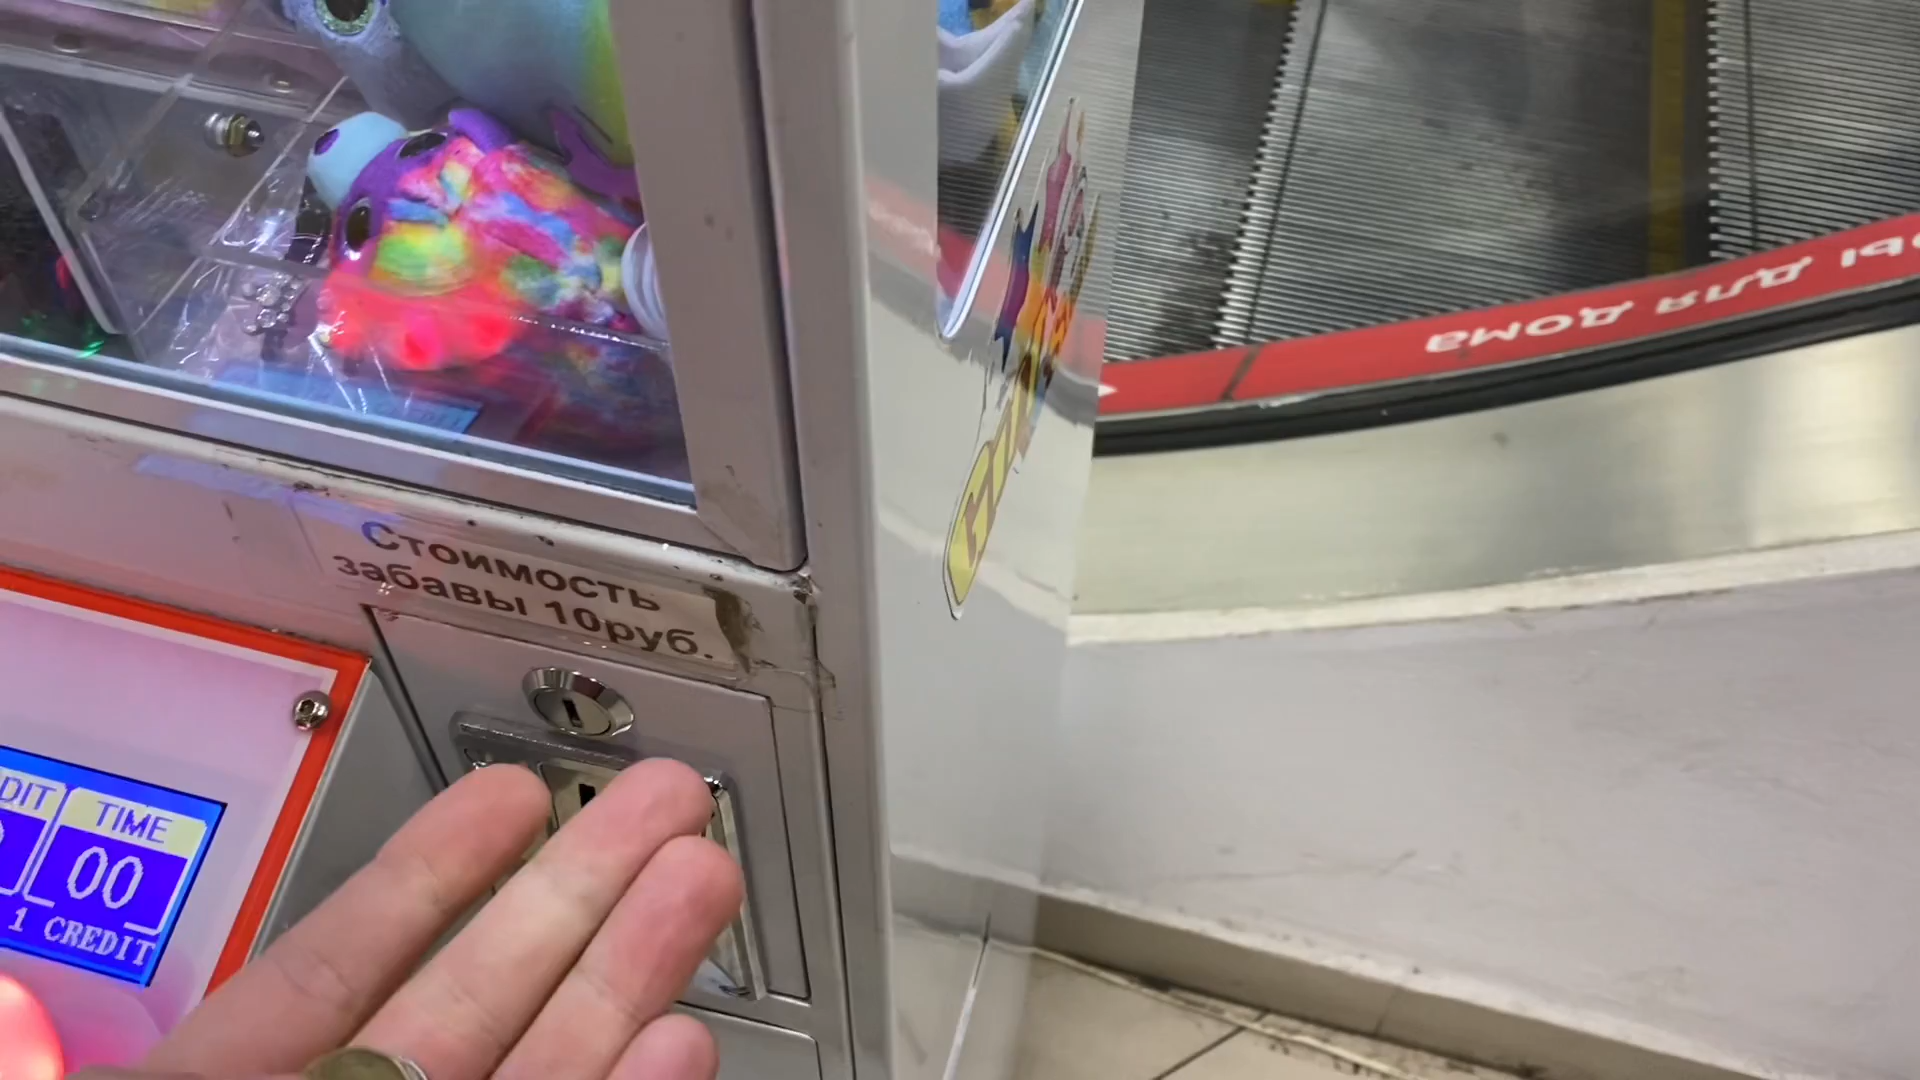 Стоимость
забавы 10руб.
TIME
00
1 CREDIT
ы для дома